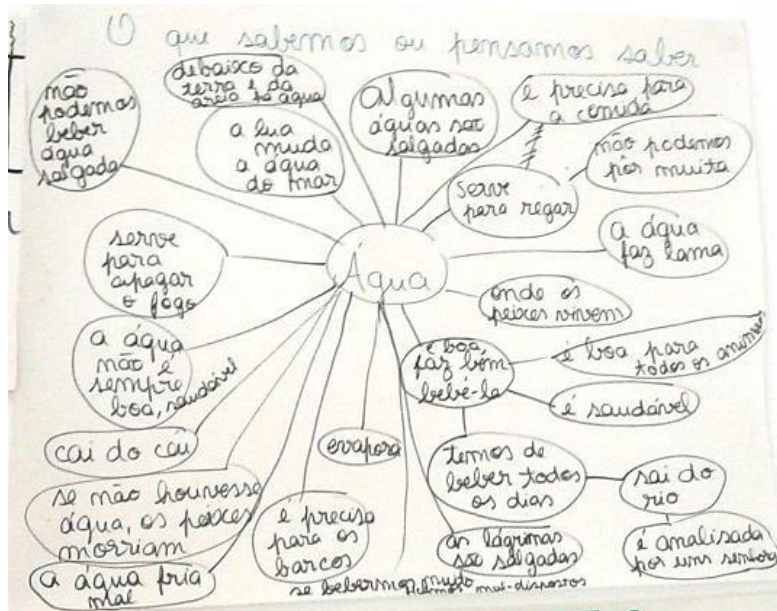 O que sabemos ou pensamos saber
não
podemos
beber
água
salgada
debaixo da
terra e da
areia há água
a lua
muda
a água
do mar
Algumas
águas são
salgadas
é precisa para
a comida
serve
para regar
não podemos
pôr muita
serve
para
apagar
o fogo
Água
a água
faz lama
onde os
peixes vivem
a água
não é
sempre
boa, saudável
é boa,
faz bem
bebê-la
é boa para
todos os animais
é saudável
cai do céu
evapora
temos de
beber todos
os dias
sai do
rio
é analisada
por uns senhores
se não houvesse
água, os peixes
morriam
é precisa
para os
barcos
as lágrimas
são salgadas
a água fria
mal
se bebermos muito
ficamos mal-dispostos